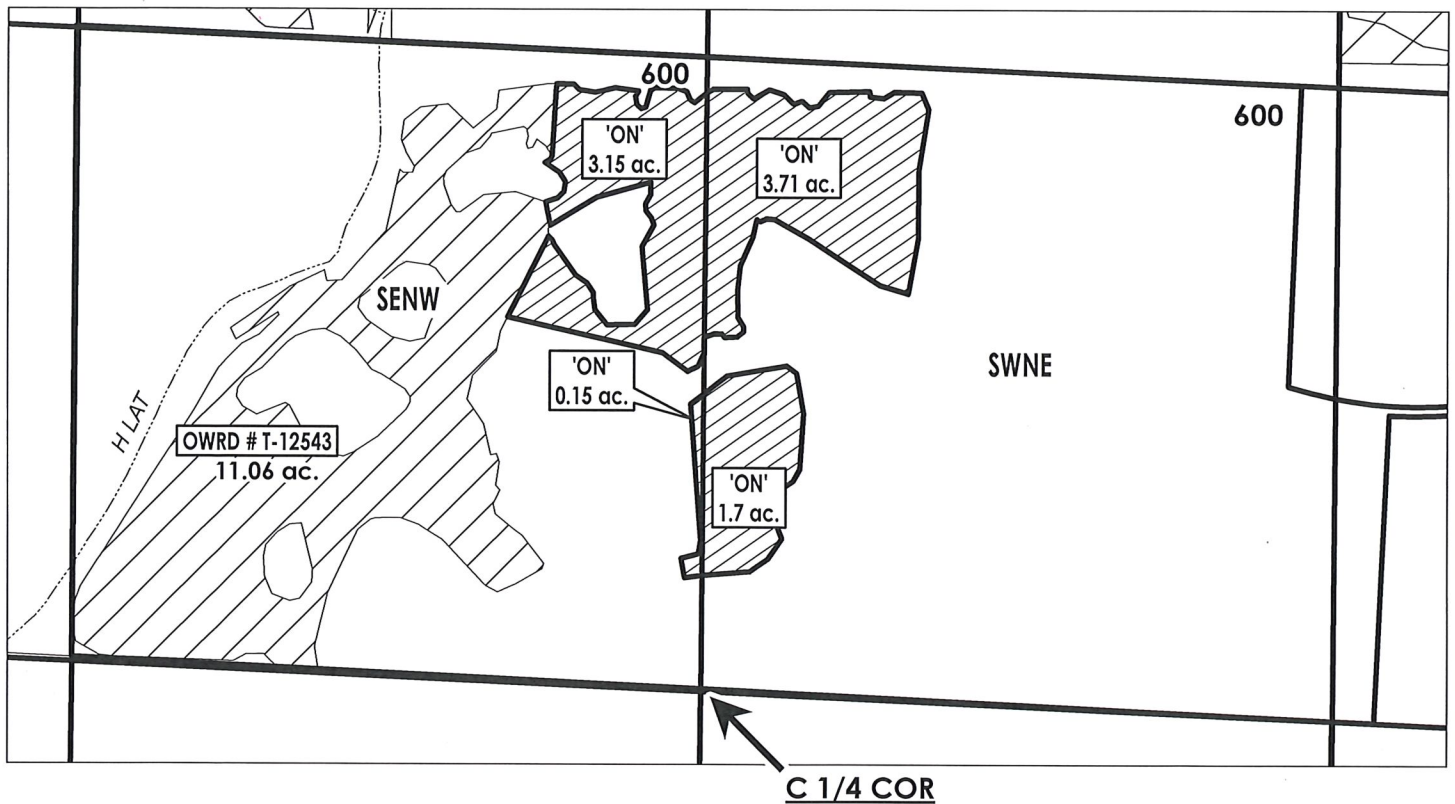 600
600
'ON'
3.15 ac.
'ON'
3.71 ac.
SENW
SWNE
'ON'
0.15 ac.
H LAT
OWRD # T-12543
11.06 ac.
'ON'
1.7 ac.
C 1/4 COR